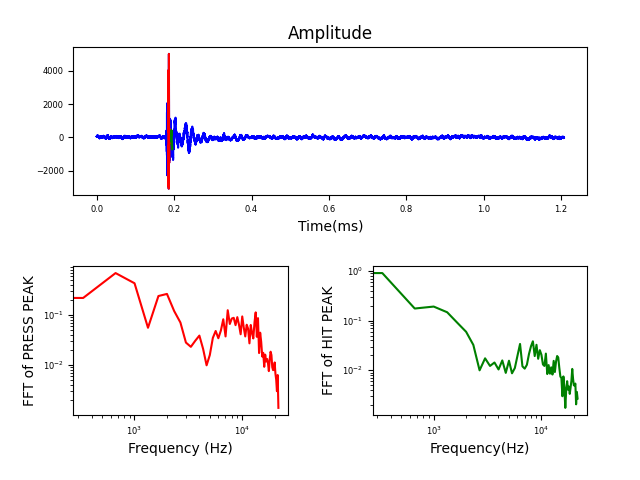 Amplitude
4000
2000
0
−2000
0.0 0.2 0.4 0.6 0.8 1.0 1.2
Time(ms)
FFT of PRESS PEAK
10⁻¹
10⁻²
10³ 10⁴
Frequency (Hz)
FFT of HIT PEAK
10⁰
10⁻¹
10⁻²
10³ 10⁴
Frequency(Hz)